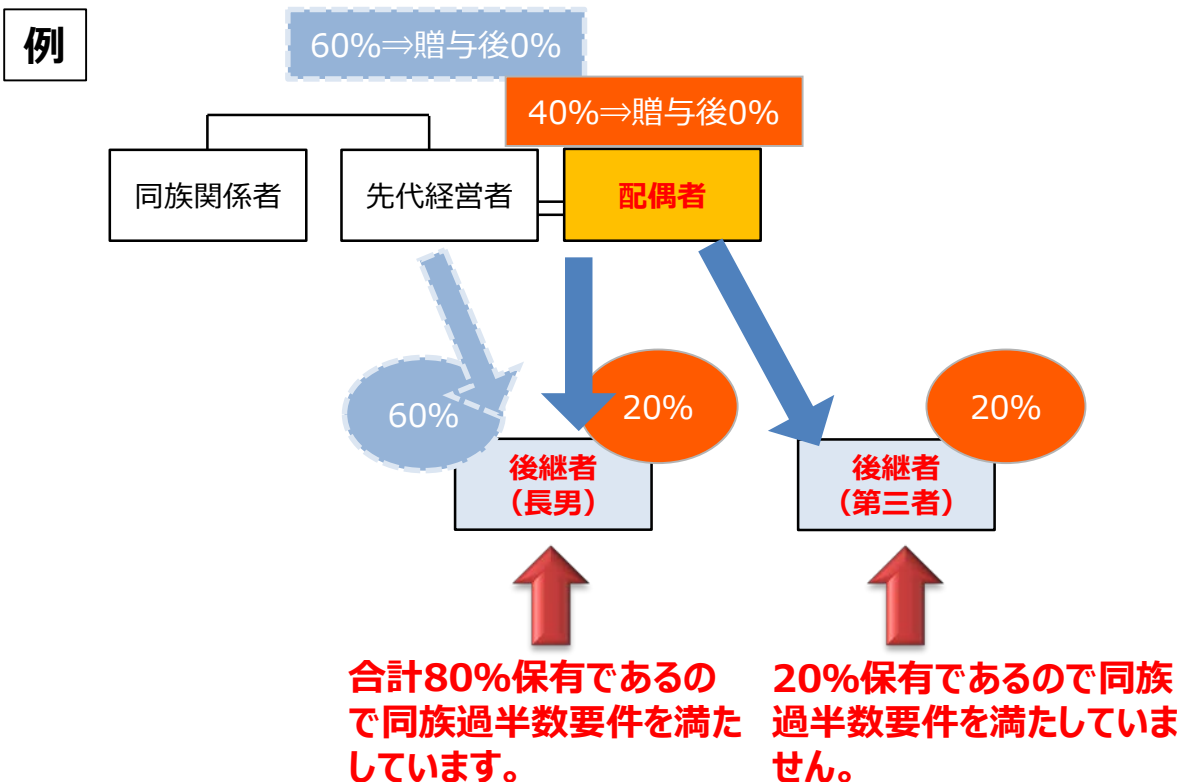 例
60%⇒贈与後0%
40%⇒贈与後0%
同族関係者
先代経営者
配偶者
60%
20%
20%
後継者
（長男）
後継者
（第三者）
合計80%保有であるの
で同族過半数要件を満た
しています。
20%保有であるので同族
過半数要件を満たしていま
せん。